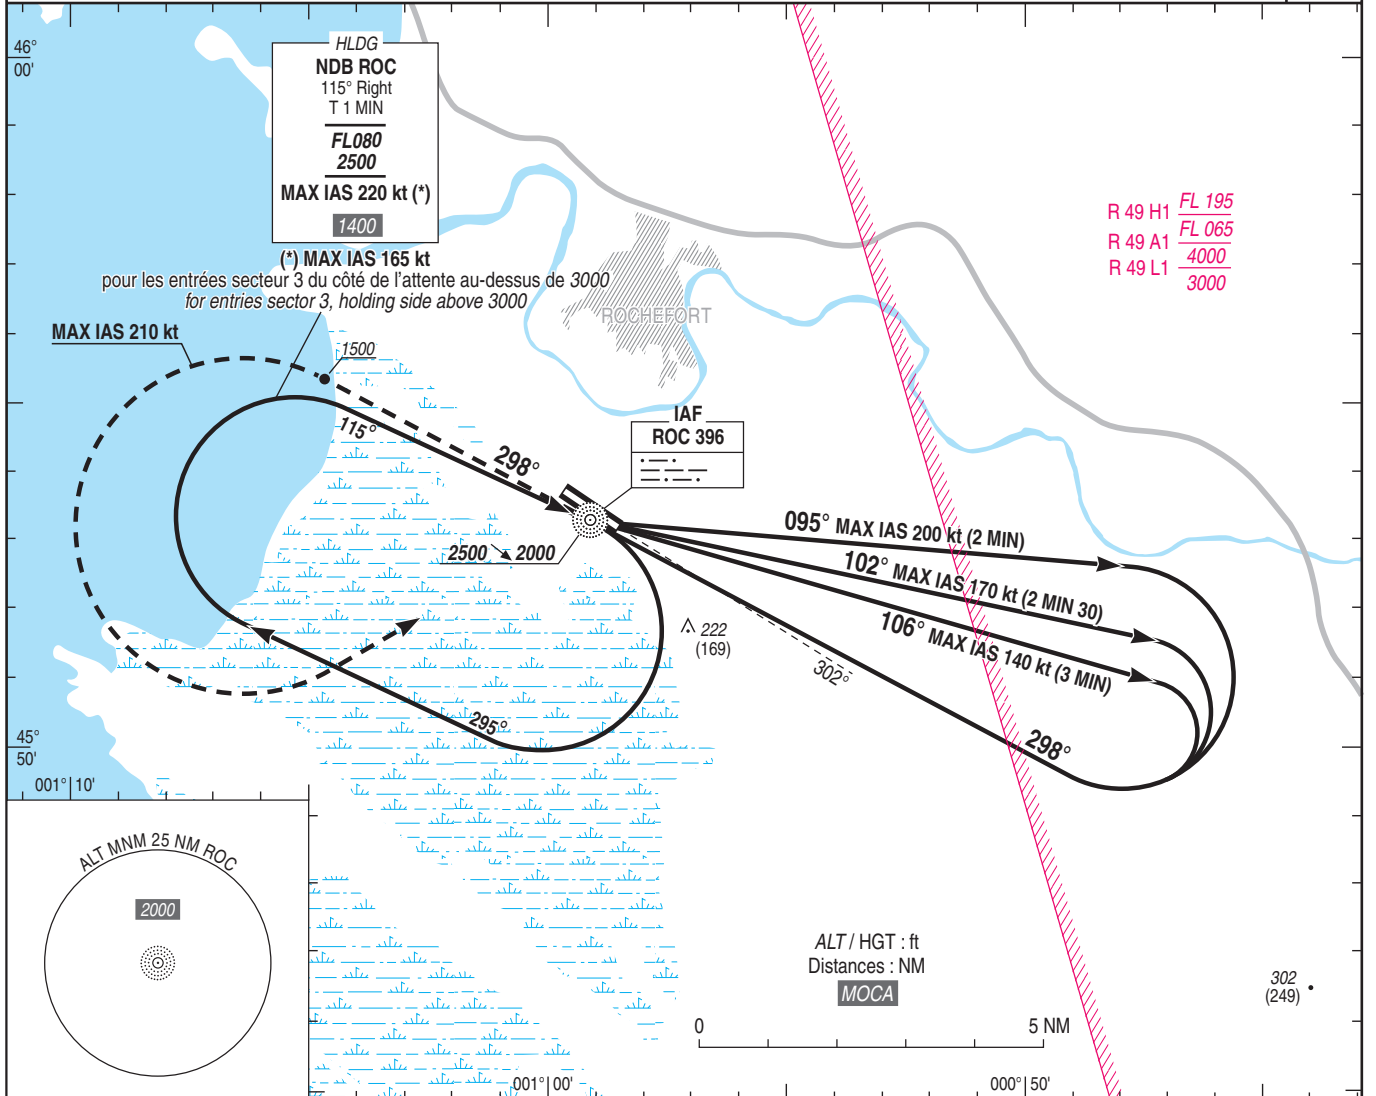 46°
00'
HLDG
NDB ROC
115° Right
T 1 MIN
FL080
2500
MAX IAS 220 kt (*)
1400
(*) MAX IAS 165 kt
pour les entrées secteur 3 du côté de l'attente au-dessus de 3000
for entries sector 3, holding side above 3000
MAX IAS 210 kt
1500
R 49 H1 FL 195
R 49 A1 FL 065
4000
R 49 L1 3000
ROCHEFORT
115°
298°
IAF
ROC 396
2500 2000
095° MAX IAS 200 kt (2 MIN)
102° MAX IAS 170 kt (2 MIN 30)
106° MAX IAS 140 kt (3 MIN)
222
(169)
302°
295°
298°
45°
50'
001° 10'
ALT MNM 25 NM ROC
2000
ALT / HGT : ft
Distances : NM
MOCA
302
(249)
0 5 NM
001° 00'
000° 50'